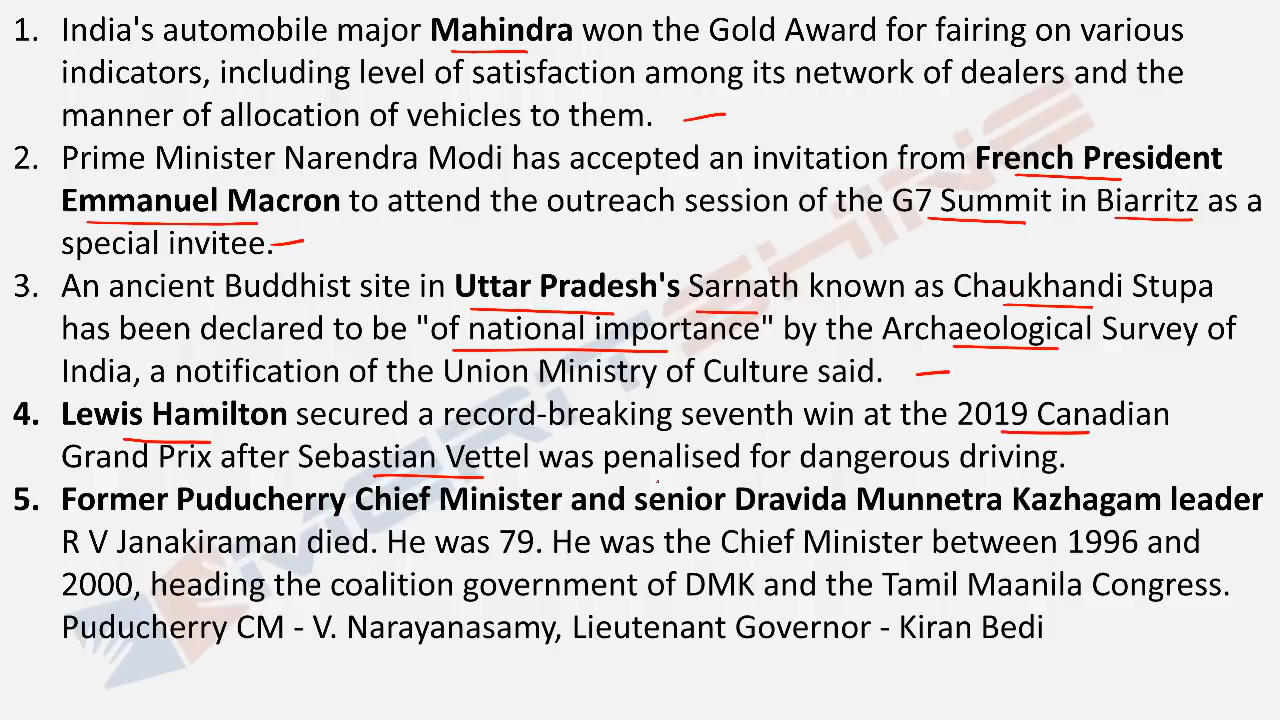 1. India's automobile major Mahindra won the Gold Award for fairing on various
indicators, including level of satisfaction among its network of dealers and the
manner of allocation of vehicles to them.
2. Prime Minister Narendra Modi has accepted an invitation from French President
Emmanuel Macron to attend the outreach session of the G7 Summit in Biarritz as a
special invitee.
3. An ancient Buddhist site in Uttar Pradesh's Sarnath known as Chaukhandi Stupa
has been declared to be "of national importance" by the Archaeological Survey of
India, a notification of the Union Ministry of Culture said.
4. Lewis Hamilton secured a record-breaking seventh win at the 2019 Canadian
Grand Prix after Sebastian Vettel was penalised for dangerous driving.
5. Former Puducherry Chief Minister and senior Dravida Munnetra Kazhagam leader
R V Janakiraman died. He was 79. He was the Chief Minister between 1996 and
2000, heading the coalition government of DMK and the Tamil Maanila Congress.
Puducherry CM - V. Narayanasamy, Lieutenant Governor - Kiran Bedi
MERITSHINE